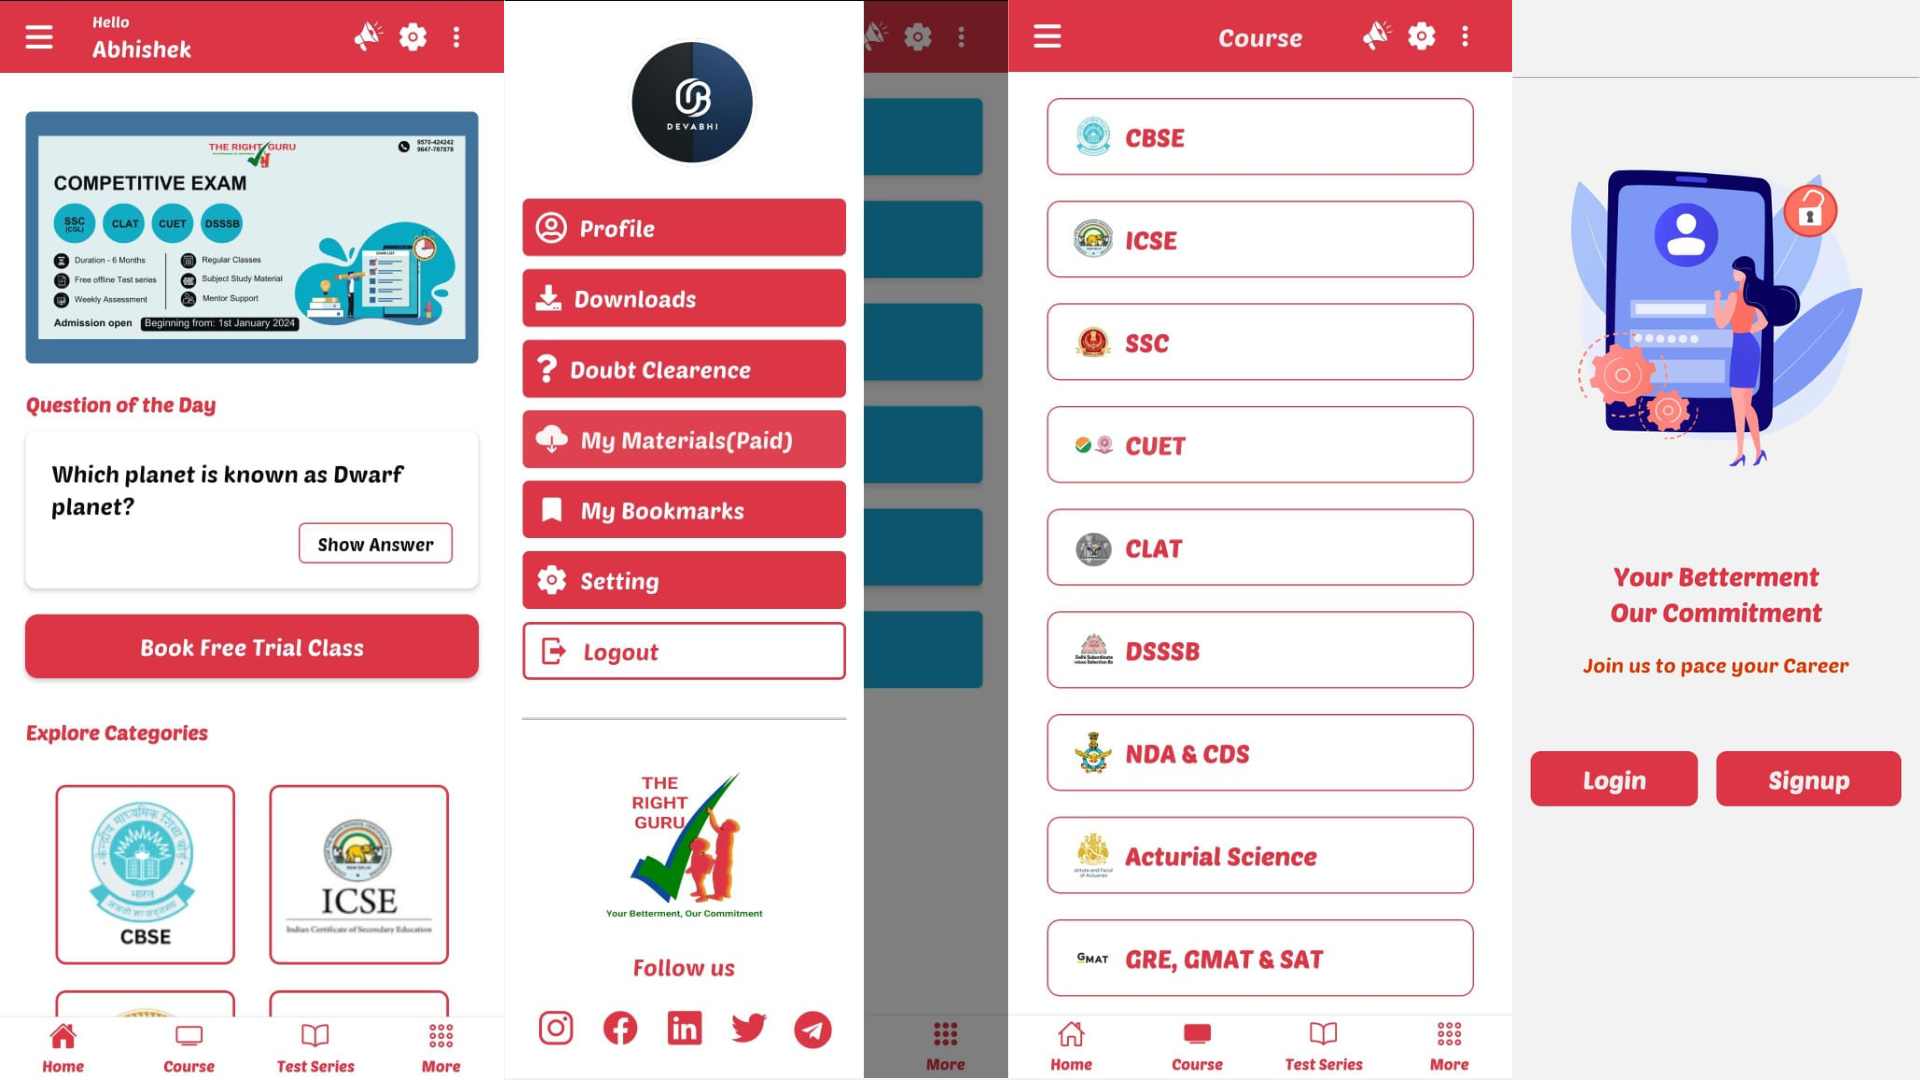 Hello
Abhishek
THE RIGHT GURU
9570-424242
9647-787878
COMPETITIVE EXAM
SSC
(CGL)
CLAT
CUET
DSSSB
Duration - 6 Months
Regular Classes
Free offline Test series
Subject Study Material
Weekly Assessment
Mentor Support
Admission open
Beginning from: 1st January 2024
Question of the Day
Which planet is known as Dwarf
planet?
Show Answer
Book Free Trial Class
Explore Categories
केन्द्रीय माध्यमिक शिक्षा बोर्ड
भारत
असतो मा सद्गमय
CBSE
ICSE
Indian Certificate of Secondary Education
Home
Course
Test Series
More
DEVABHI
Profile
Downloads
Doubt Clearence
My Materials(Paid)
My Bookmarks
Setting
Logout
THE
RIGHT
GURU
Your Betterment, Our Commitment
Follow us
More
Course
CBSE
ICSE
SSC
CUET
CLAT
DSSSB
NDA & CDS
Acturial Science
GMAT
GRE, GMAT & SAT
Home
Course
Test Series
More
Your Betterment
Our Commitment
Join us to pace your Career
Login
Signup